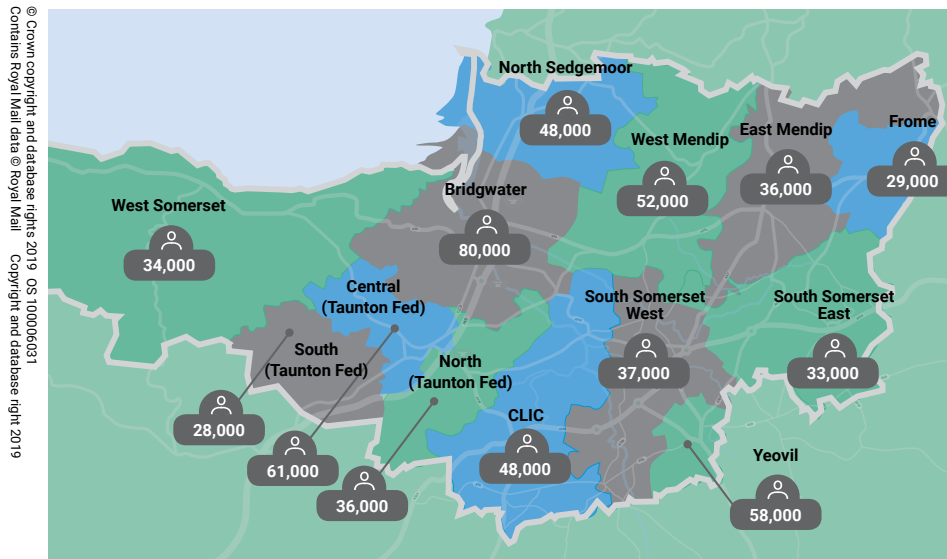 © Crown copyright and database rights 2019 OS 100006031
Contains Royal Mail data © Royal Mail Copyright and database right 2019
North Sedgemoor
48,000
West Mendip
52,000
East Mendip
36,000
Frome
29,000
Bridgwater
80,000
West Somerset
34,000
Central
(Taunton Fed)
61,000
South
(Taunton Fed)
28,000
North
(Taunton Fed)
36,000
CLIC
48,000
South Somerset
West
37,000
South Somerset
East
33,000
Yeovil
58,000